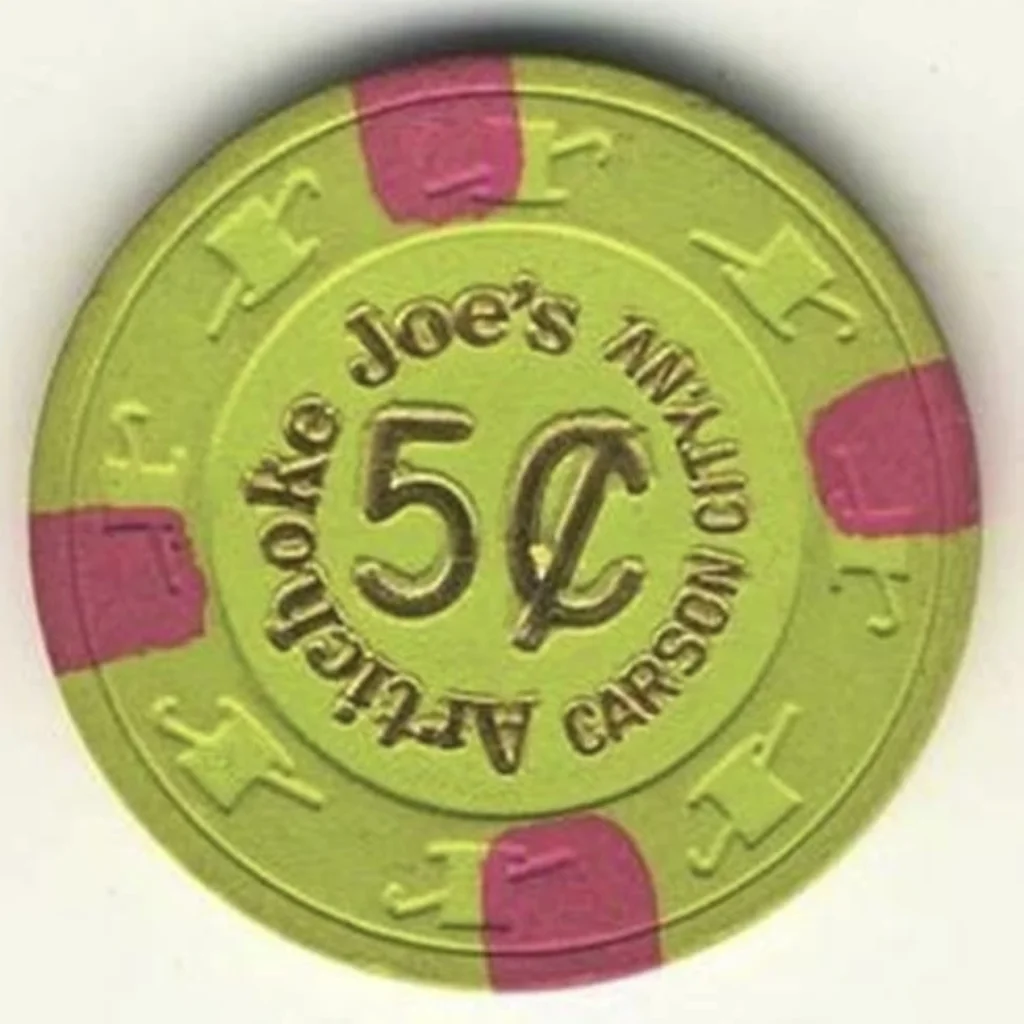 Artichoke Joe's
5¢
CARSON CITY, NV.